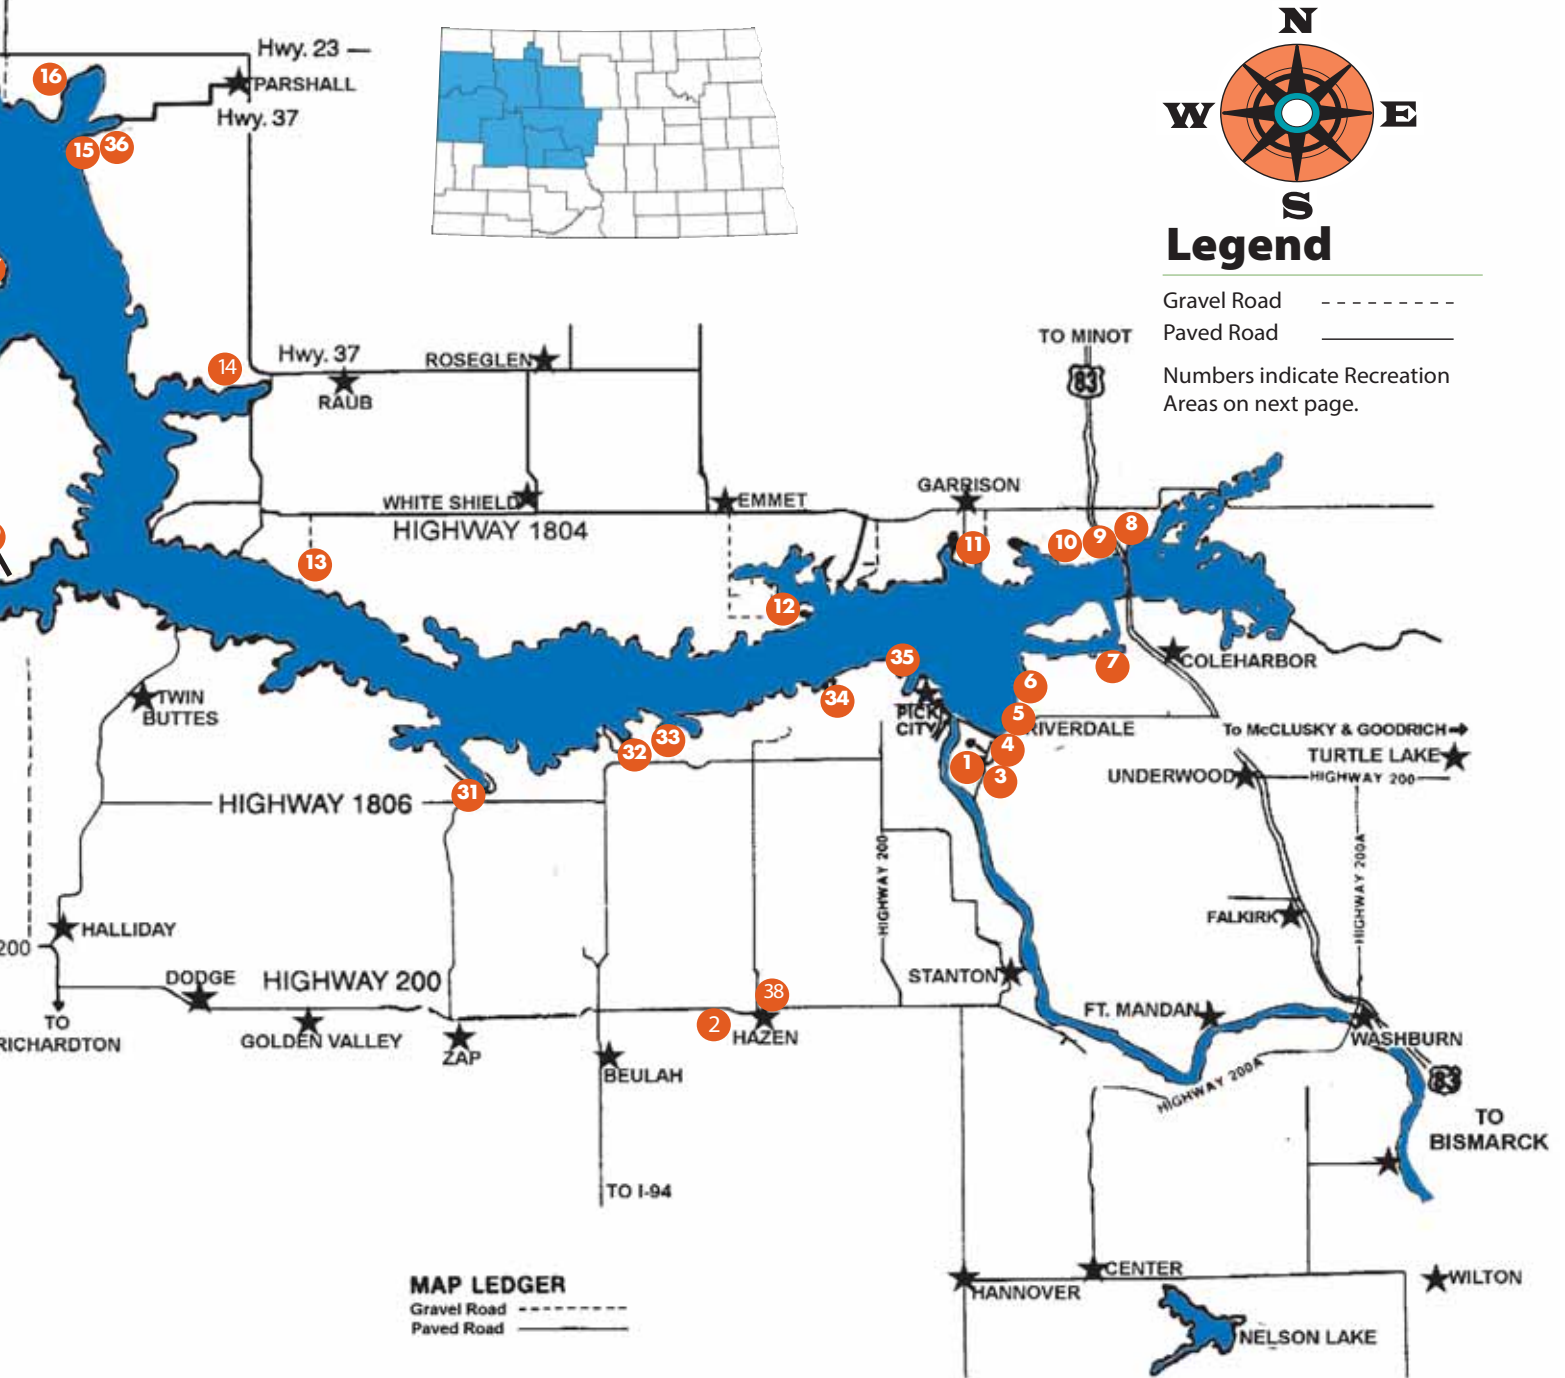 Hwy. 23
N
16
PARSHALL
W
E
Hwy. 37
15
36
S
Legend
Gravel Road
Paved Road
Numbers indicate Recreation
Areas on next page.
TO MINOT
83
14
Hwy. 37
ROSEGLEN
RAUB
WHITE SHIELD
EMMET
GARRISON
HIGHWAY 1804
13
12
11
10
9
8
35
34
6
7
COLEHARBOR
TWIN
BUTTES
PICK
CITY
5
RIVERDALE
To McCLUSKY & GOODRICH
TURTLE LAKE
32
33
4
1
3
UNDERWOOD
HIGHWAY 200
31
HIGHWAY 1806
HIGHWAY 200
HIGHWAY 200A
FALKIRK
HALLIDAY
200
DODGE
HIGHWAY 200
STANTON
38
FT. MANDAN
TO
RICHARDTON
GOLDEN VALLEY
ZAP
2
HAZEN
WASHBURN
BEULAH
HIGHWAY 200A
83
TO
BISMARCK
TO I-94
CENTER
HANNOVER
WILTON
MAP LEDGER
Gravel Road
Paved Road
NELSON LAKE